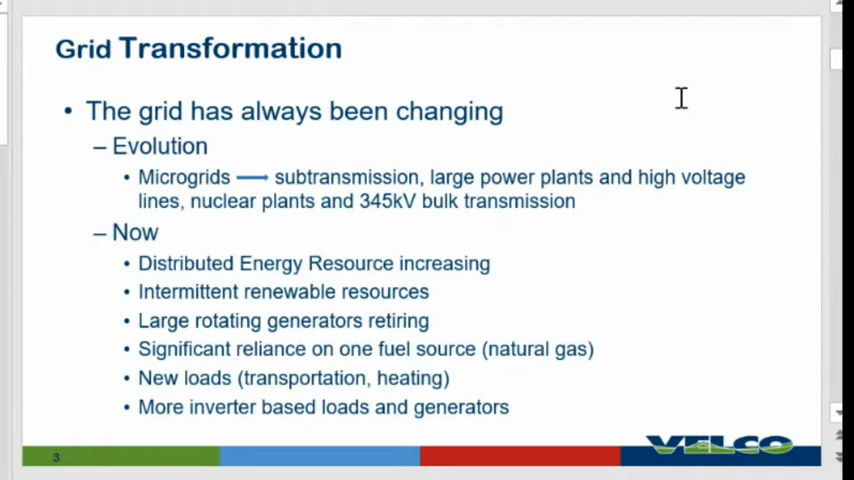 Grid Transformation
• The grid has always been changing
– Evolution
• Microgrids → subtransmission, large power plants and high voltage
lines, nuclear plants and 345kV bulk transmission
– Now
• Distributed Energy Resource increasing
• Intermittent renewable resources
• Large rotating generators retiring
• Significant reliance on one fuel source (natural gas)
• New loads (transportation, heating)
• More inverter based loads and generators
VELCO
3